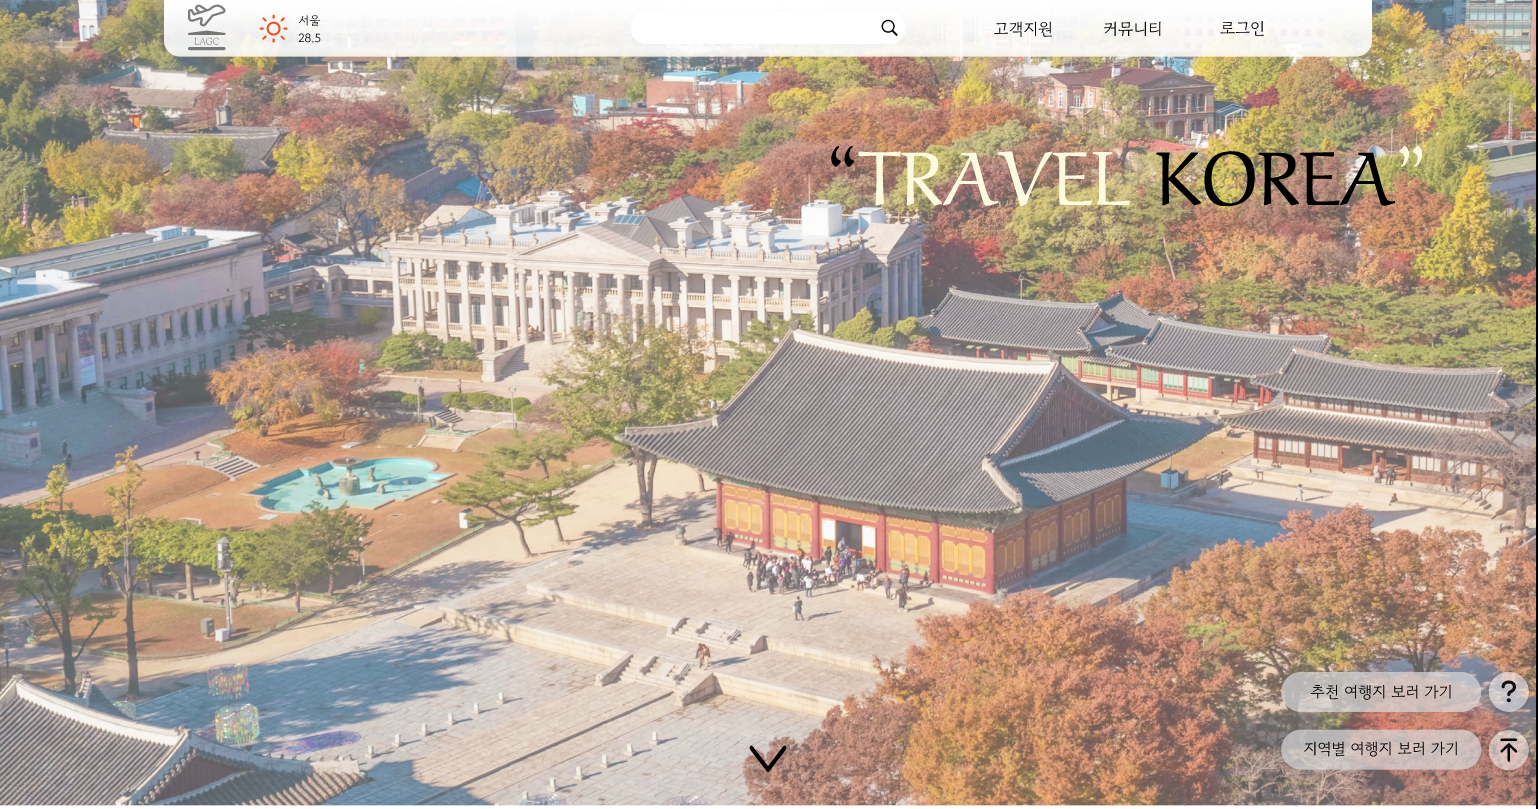 LAGC
서울
28.5
고객지원
커뮤니티
로그인
“TRAVEL KOREA”
추천 여행지 보러 가기
?
지역별 여행지 보러 가기